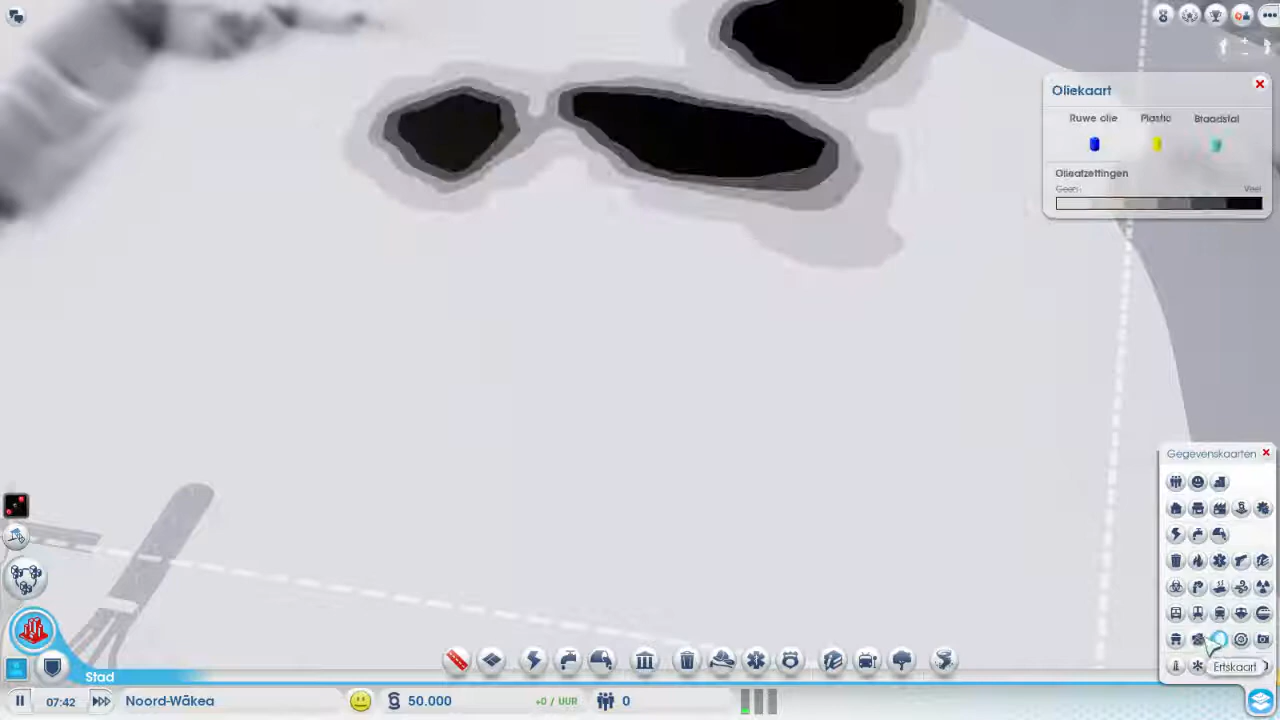 Oliekaart
Ruwe olie Plastic Braadstof
Olieafzettingen
Geen Veel
Gegevenskaarten
Ertskaart
Stad
07:42 Noord-Wākea 50.000 +0 / UUR 0